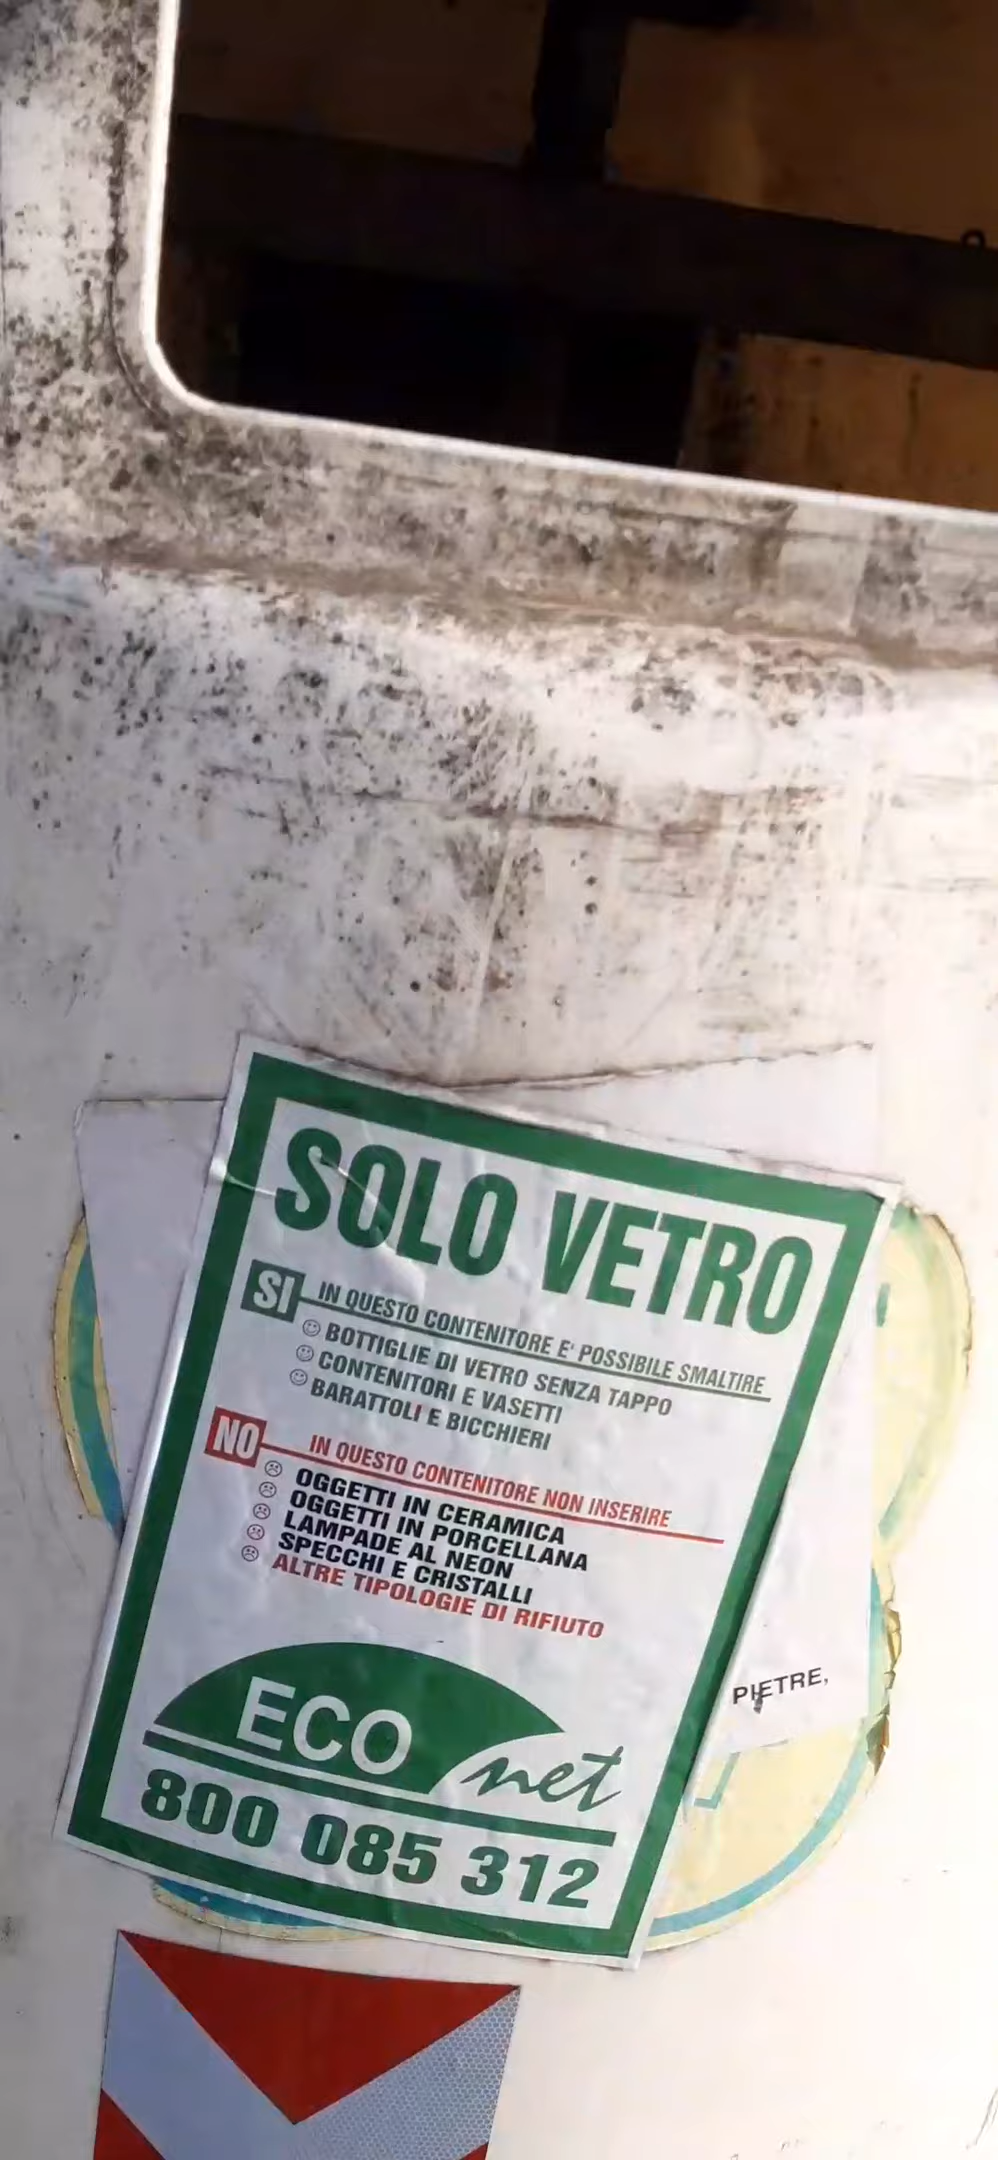 SOLO VETRO
SI IN QUESTO CONTENITORE E' POSSIBILE SMALTIRE
BOTTIGLIE DI VETRO SENZA TAPPO
CONTENITORI E VASETTI
BARATTOLI E BICCHIERI
NO IN QUESTO CONTENITORE NON INSERIRE
OGGETTI IN CERAMICA
OGGETTI IN PORCELLANA
LAMPADE AL NEON
SPECCHI E CRISTALLI
ALTRE TIPOLOGIE DI RIFIUTO
PIETRE,
ECO net
800 085 312